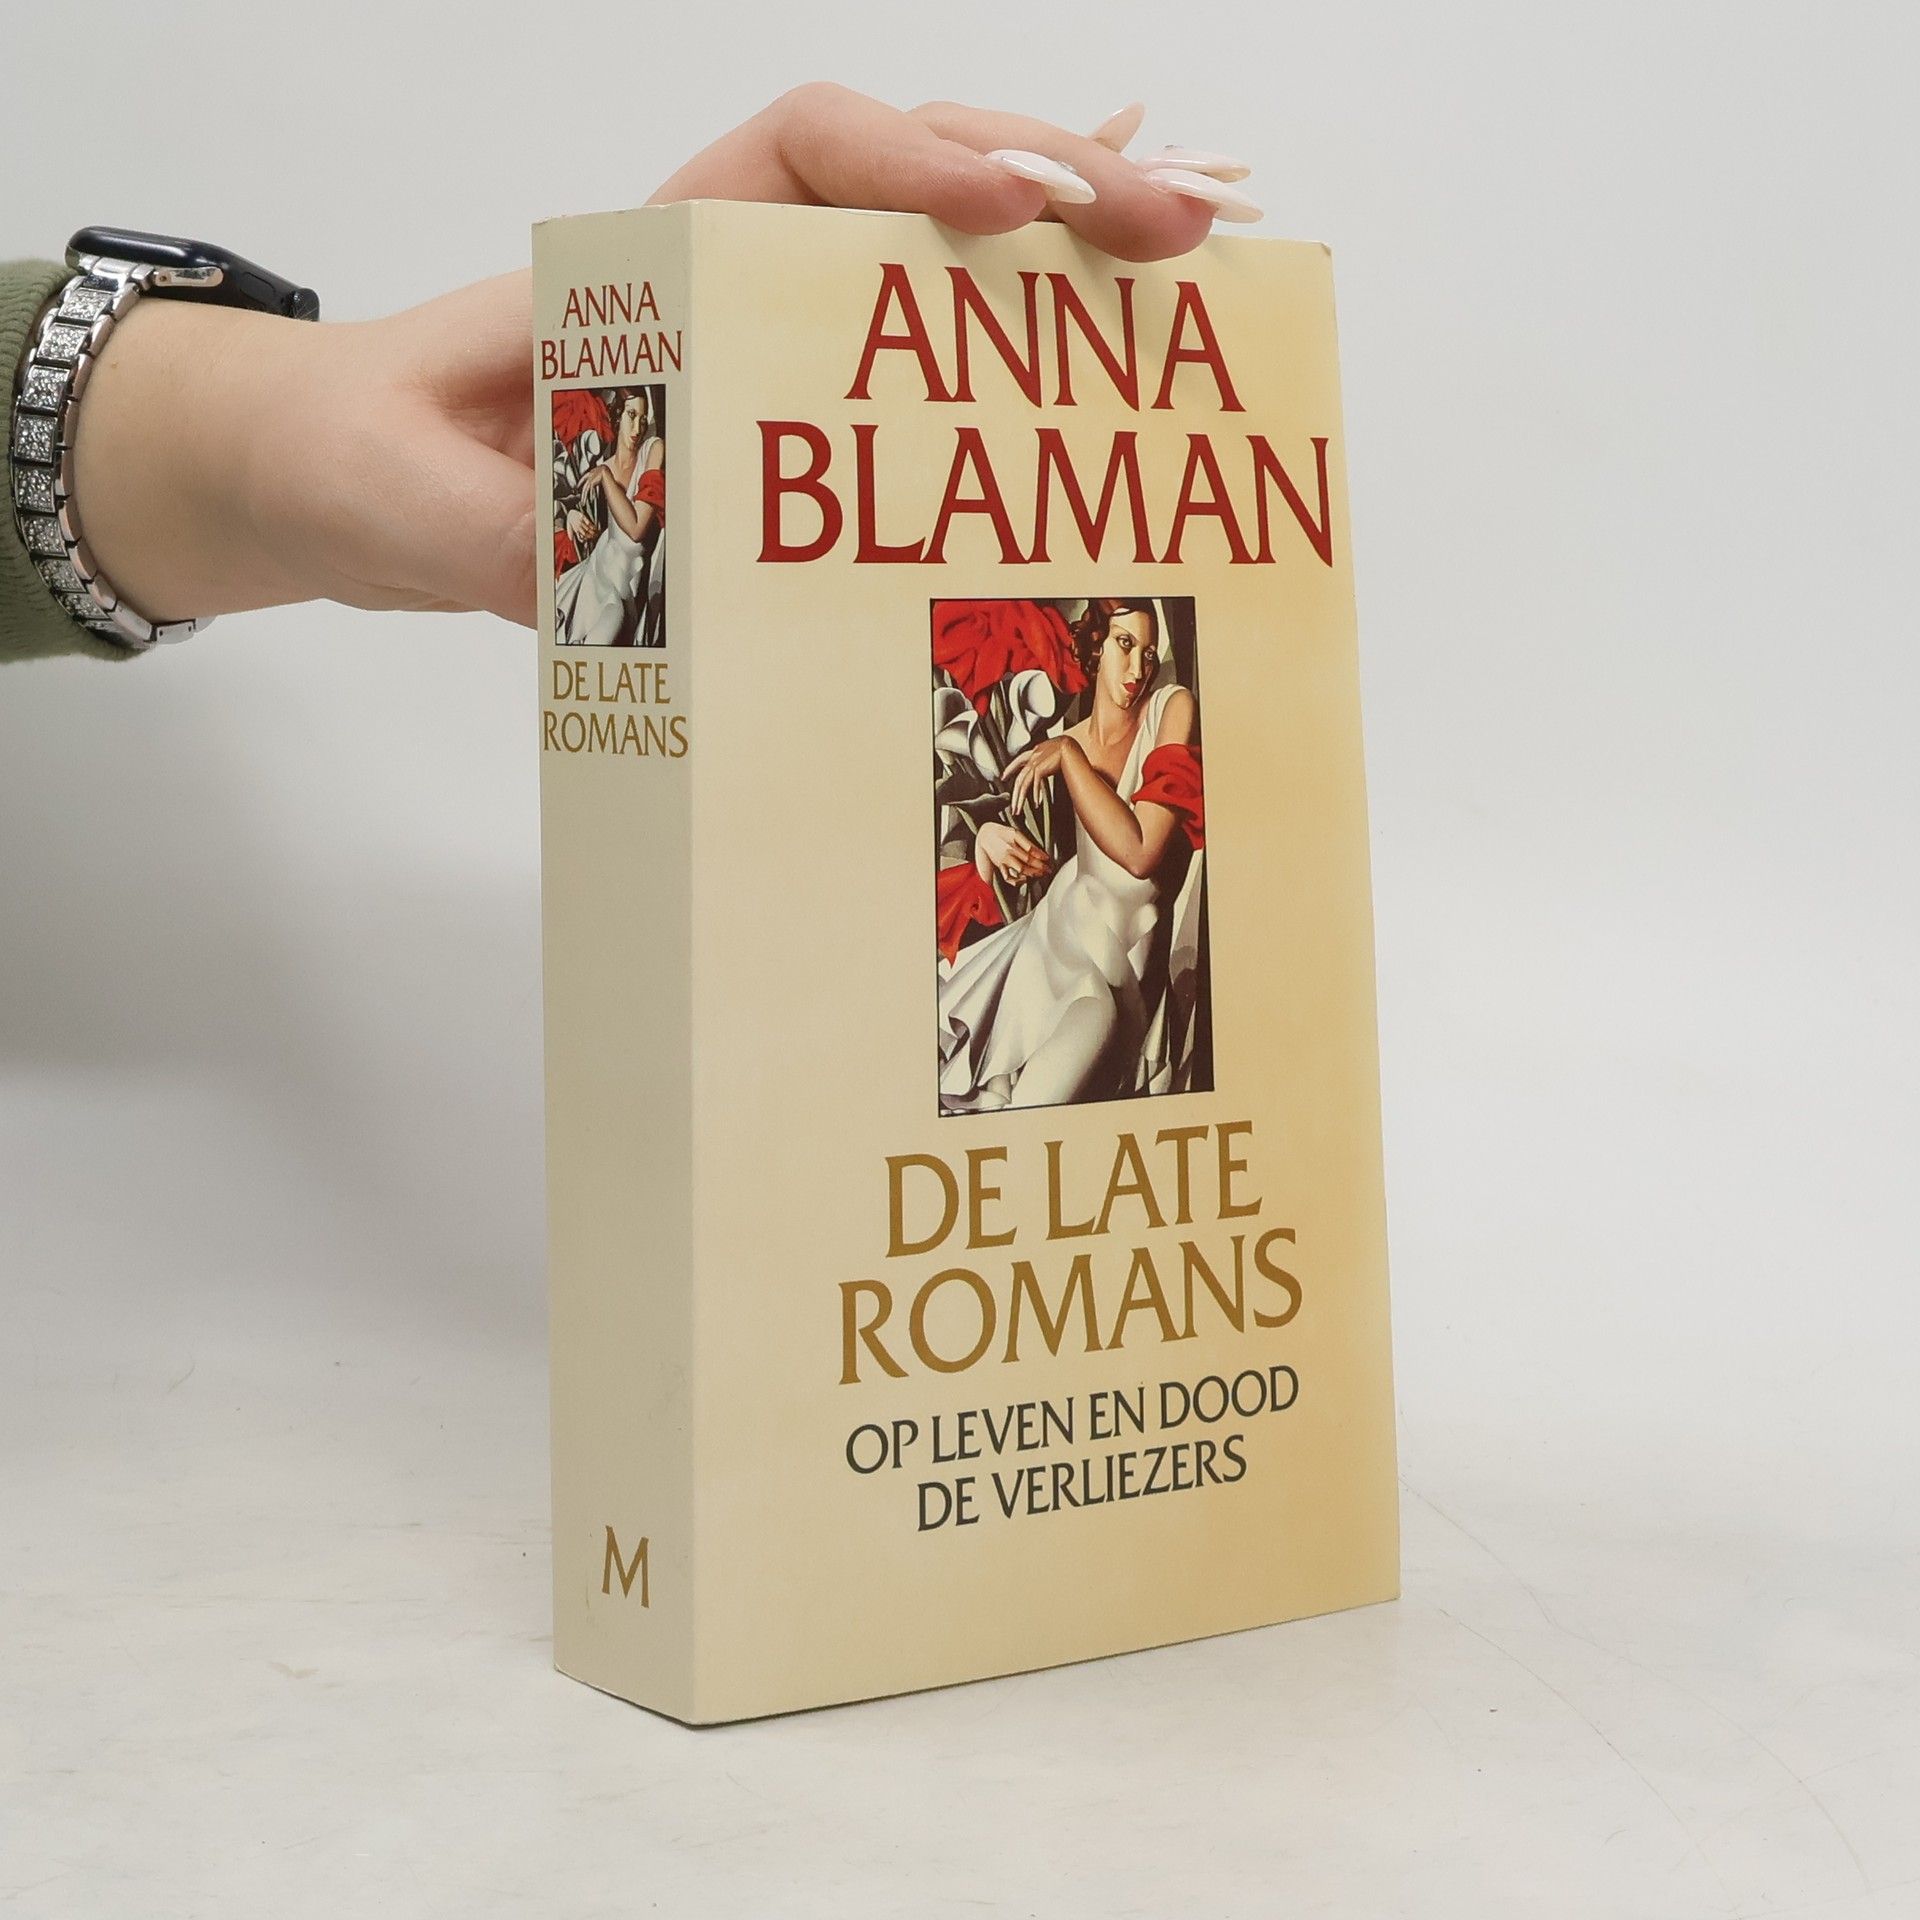 ANNA
BLAMAN
DE LATE
ROMANS
M
ANNA
BLAMAN
DE LATE
ROMANS
OP LEVEN EN DOOD
DE VERLIEZERS